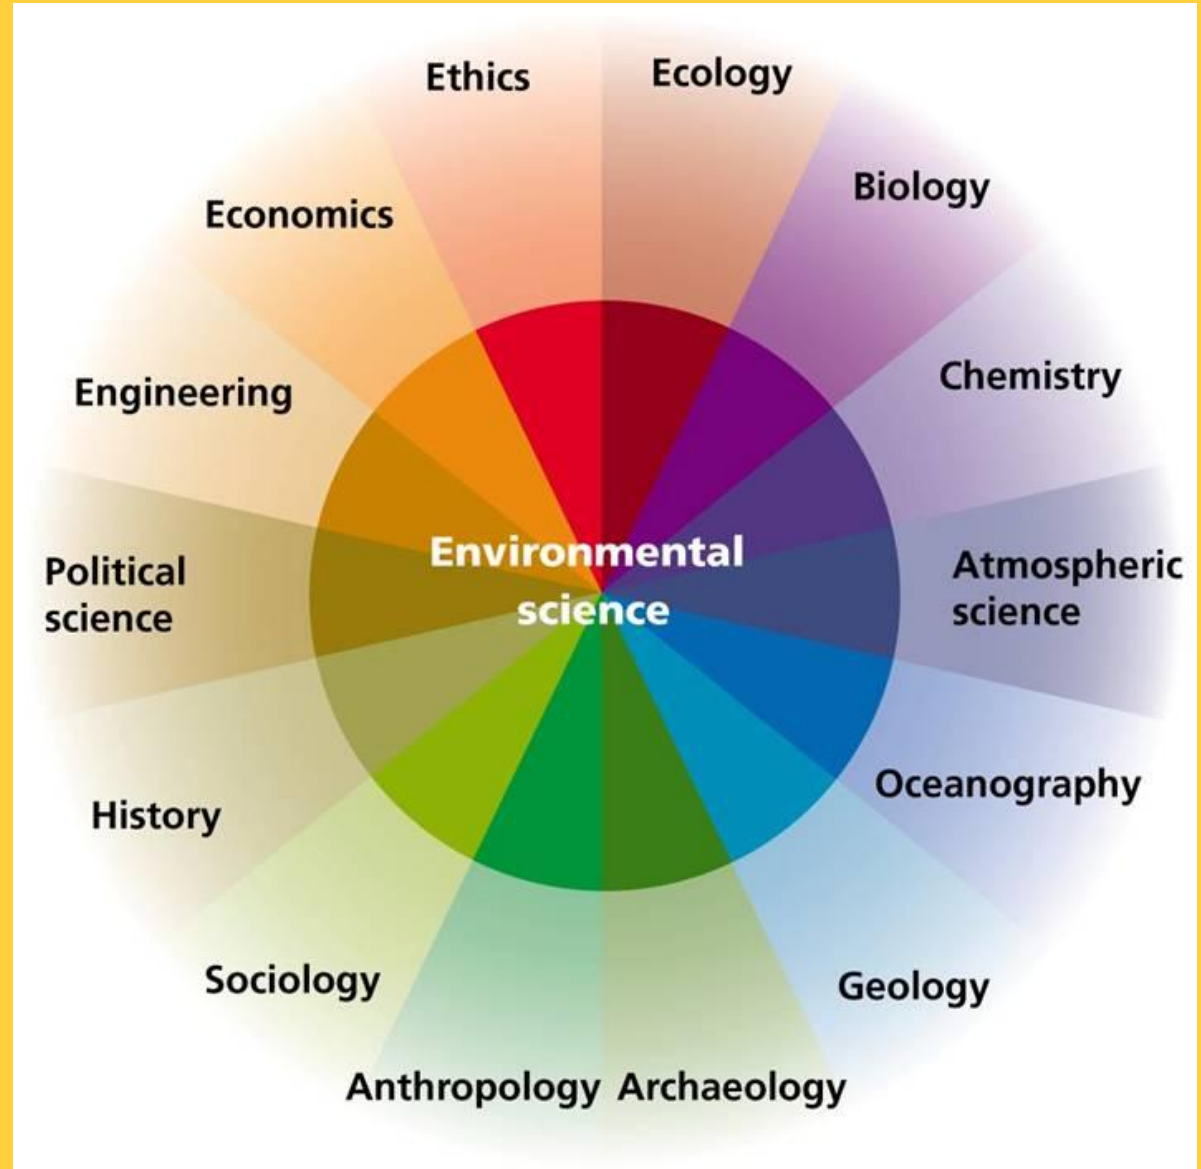 Ethics
Ecology
Biology
Economics
Chemistry
Engineering
Environmental
science
Atmospheric
science
Political
science
Oceanography
History
Sociology
Geology
Anthropology
Archaeology